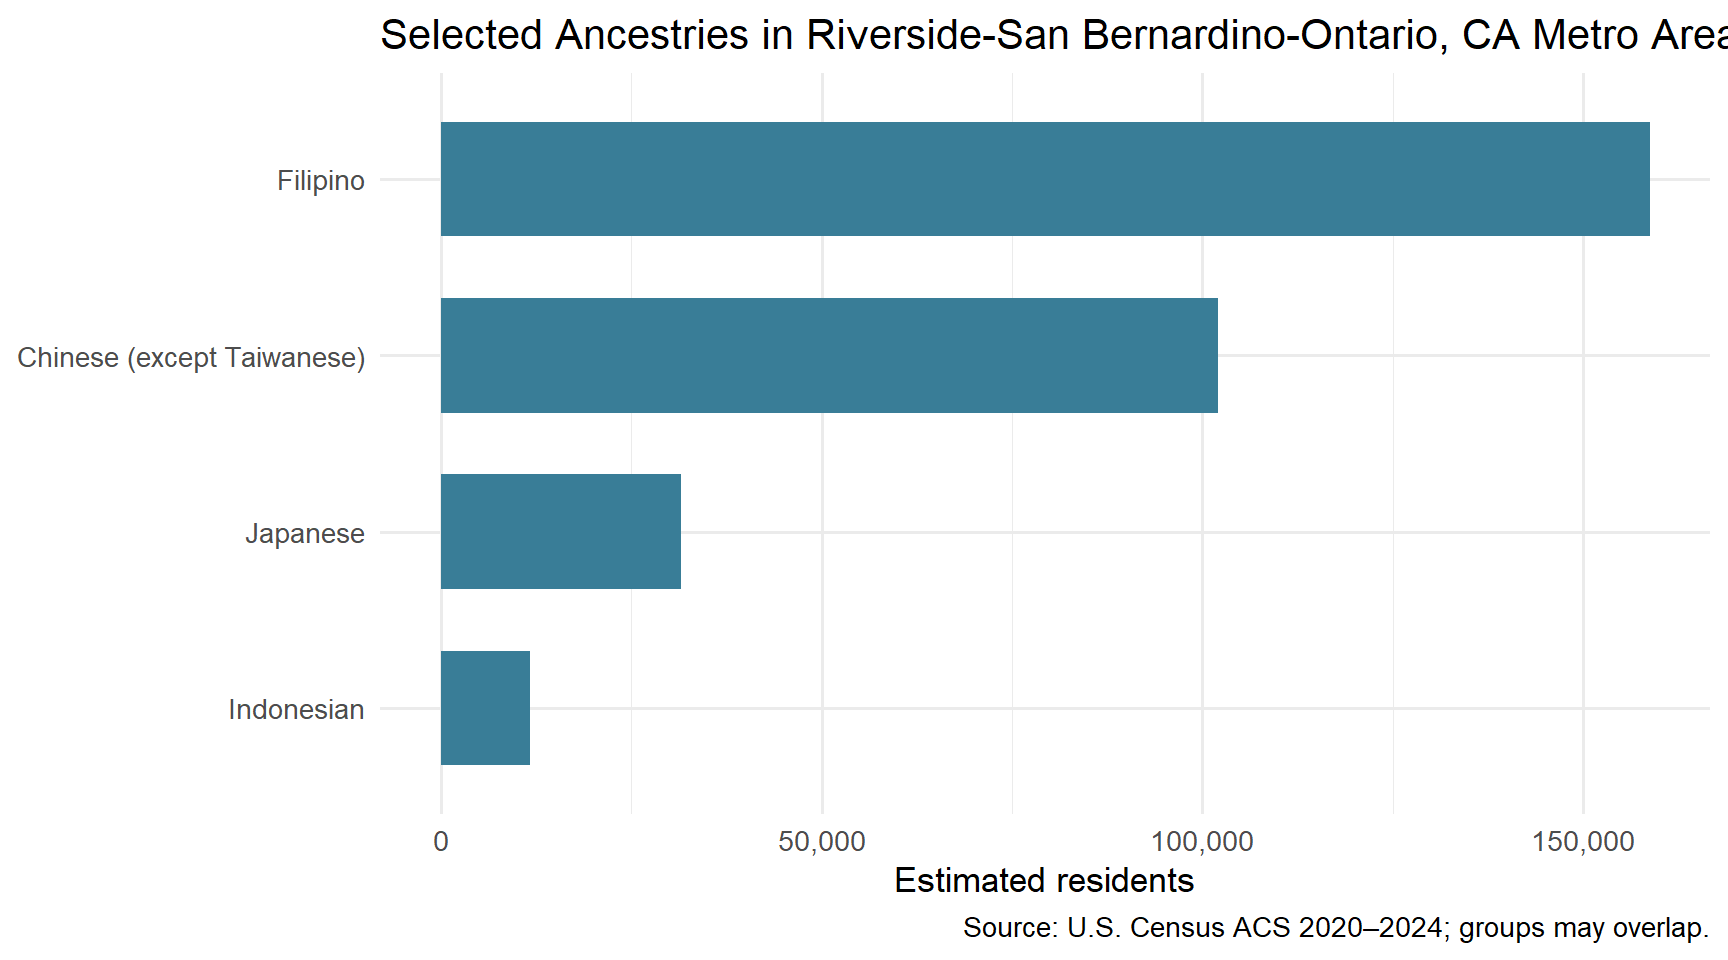 Selected Ancestries in Riverside-San Bernardino-Ontario, CA Metro Area
Filipino
Chinese (except Taiwanese)
Japanese
Indonesian
0
50,000
100,000
150,000
Estimated residents
Source: U.S. Census ACS 2020–2024; groups may overlap.